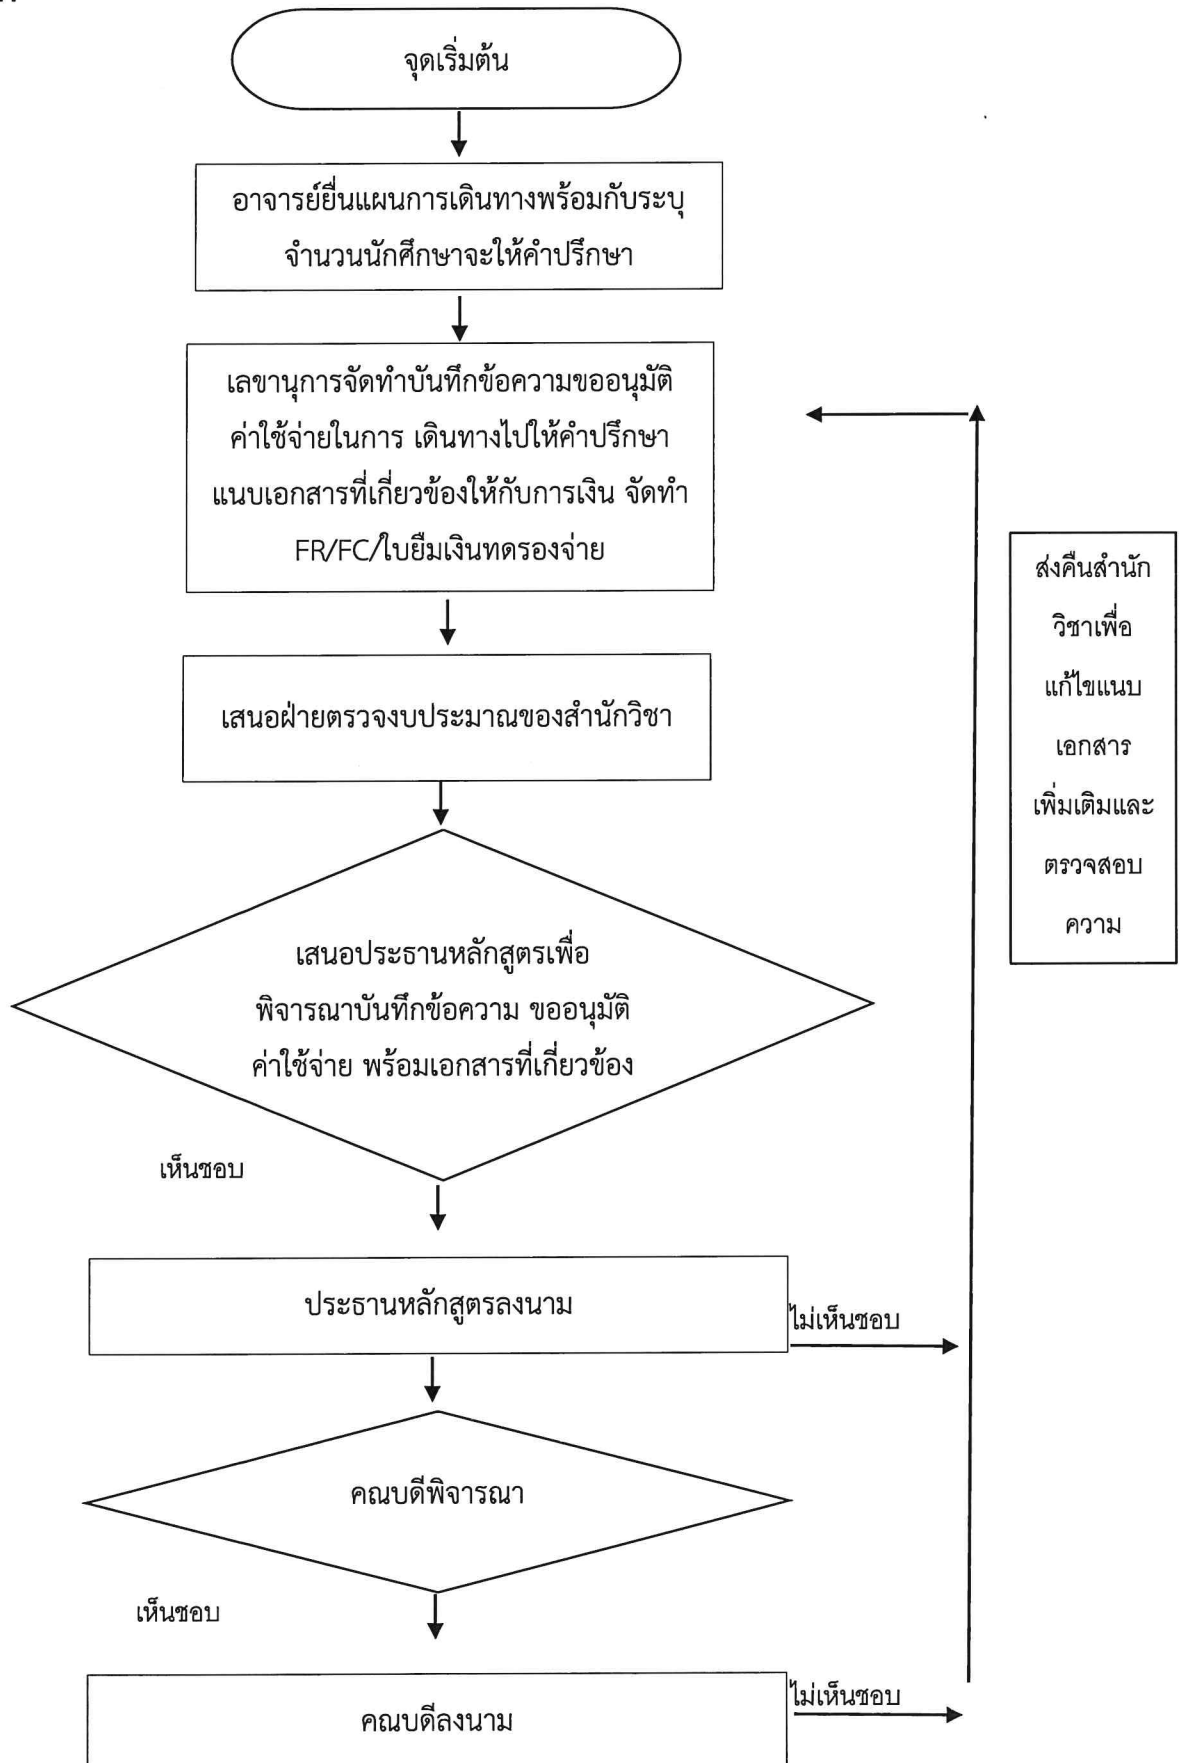 จุดเริ่มต้น
อาจารย์ยื่นแผนการเดินทางพร้อมกับระบุ
จำนวนนักศึกษาจะให้คำปรึกษา
เลขานุการจัดทำบันทึกข้อความขออนุมัติ
ค่าใช้จ่ายในการ เดินทางไปให้คำปรึกษา
แนบเอกสารที่เกี่ยวข้องให้กับการเงิน จัดทำ
FR/FC/ใบยืมเงินทดรองจ่าย
ส่งคืนสำนัก
วิชาเพื่อ
แก้ไขแนบ
เอกสาร
เพิ่มเติมและ
ตรวจสอบ
ความ
เสนอฝ่ายตรวจงบประมาณของสำนักวิชา
เสนอประธานหลักสูตรเพื่อ
พิจารณาบันทึกข้อความ ขออนุมัติ
ค่าใช้จ่าย พร้อมเอกสารที่เกี่ยวข้อง
เห็นชอบ
ประธานหลักสูตรลงนาม
ไม่เห็นชอบ
คณบดีพิจารณา
เห็นชอบ
คณบดีลงนาม
ไม่เห็นชอบ